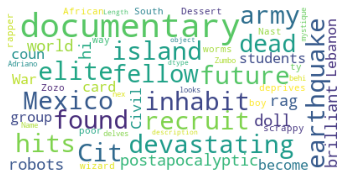 African South Dessert
documentary army
rapper Length way object Nast mystique
Adriano world hi island dead worms
elite fellow students
coun War Zozo card future dtype Zumbo ty behi
Mexico Civil inhabit deprives
group Name found hex recruit doll rag looks boy scrappy
hits poor Cit delves devastating
robots wizard postapocalyptic description become
earthquake
brilliant
Lebanon